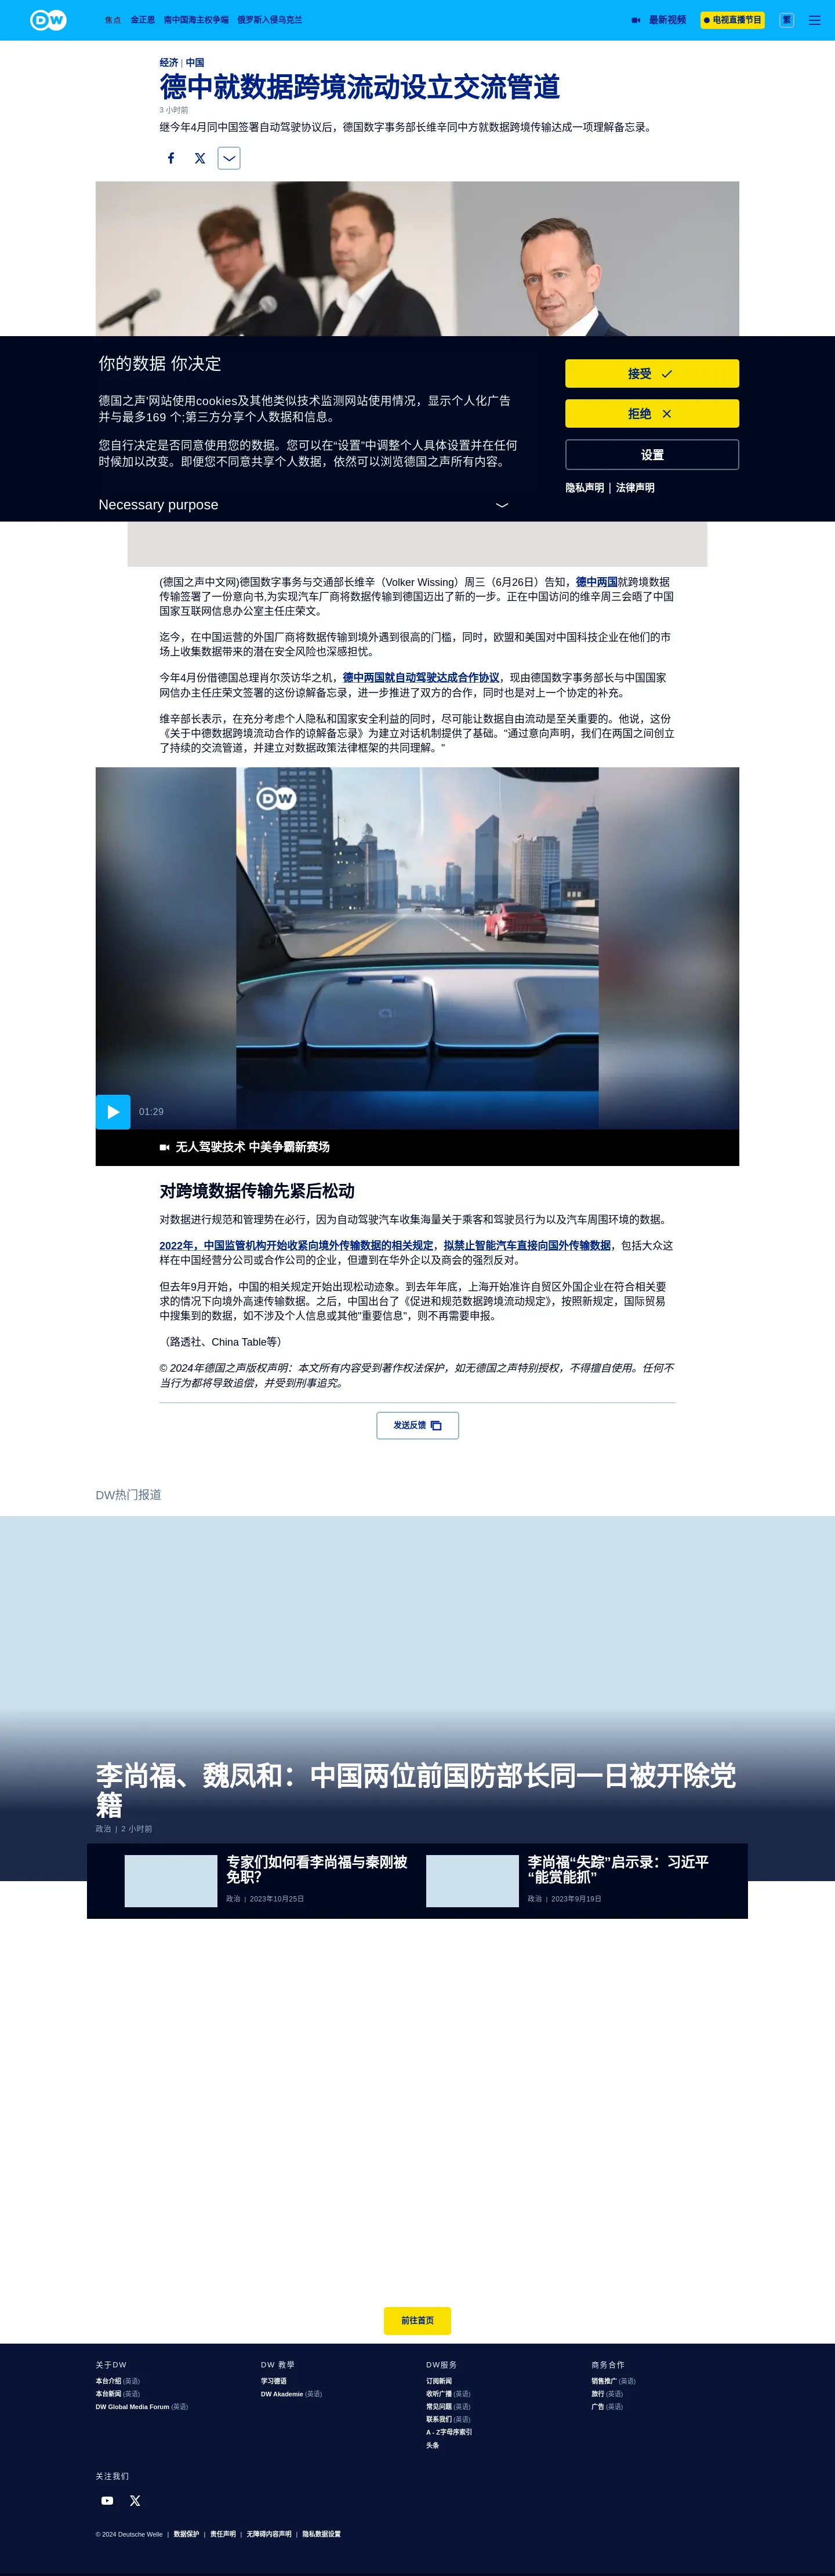 DW
焦点 金正恩 南中国海主权争端 俄罗斯入侵乌克兰
最新视频
电视直播节目
繁
经济 | 中国
德中就数据跨境流动设立交流管道
3 小时前
继今年4月同中国签署自动驾驶协议后，德国数字事务部长维辛同中方就数据跨境传输达成一项理解备忘录。
你的数据 你决定
德国之声'网站使用cookies及其他类似技术监测网站使用情况，显示个人化广告
并与最多169 个;第三方分享个人数据和信息。
您自行决定是否同意使用您的数据。您可以在“设置”中调整个人具体设置并在任何
时候加以改变。即便您不同意共享个人数据，依然可以浏览德国之声所有内容。
Necessary purpose
接受
拒绝
设置
隐私声明 | 法律声明
(德国之声中文网)德国数字事务与交通部长维辛（Volker Wissing）周三（6月26日）告知，德中两国就跨境数据
传输签署了一份意向书,为实现汽车厂商将数据传输到德国迈出了新的一步。正在中国访问的维辛周三会晤了中国
国家互联网信息办公室主任庄荣文。
迄今，在中国运营的外国厂商将数据传输到境外遇到很高的门槛，同时，欧盟和美国对中国科技企业在他们的市
场上收集数据带来的潜在安全风险也深感担忧。
今年4月份借德国总理肖尔茨访华之机，德中两国就自动驾驶达成合作协议，现由德国数字事务部长与中国国家
网信办主任庄荣文签署的这份谅解备忘录，进一步推进了双方的合作，同时也是对上一个协定的补充。
维辛部长表示，在充分考虑个人隐私和国家安全利益的同时，尽可能让数据自由流动是至关重要的。他说，这份
《关于中德数据跨境流动合作的谅解备忘录》为建立对话机制提供了基础。"通过意向声明，我们在两国之间创立
了持续的交流管道，并建立对数据政策法律框架的共同理解。"
DW
01:29
无人驾驶技术 中美争霸新赛场
对跨境数据传输先紧后松动
对数据进行规范和管理势在必行，因为自动驾驶汽车收集海量关于乘客和驾驶员行为以及汽车周围环境的数据。
2022年，中国监管机构开始收紧向境外传输数据的相关规定，拟禁止智能汽车直接向国外传输数据，包括大众这
样在中国经营分公司或合作公司的企业，但遭到在华外企以及商会的强烈反对。
但去年9月开始，中国的相关规定开始出现松动迹象。到去年年底，上海开始准许自贸区外国企业在符合相关要
求的情况下向境外高速传输数据。之后，中国出台了《促进和规范数据跨境流动规定》，按照新规定，国际贸易
中搜集到的数据，如不涉及个人信息或其他"重要信息"，则不再需要申报。
（路透社、China Table等）
© 2024年德国之声版权声明：本文所有内容受到著作权法保护，如无德国之声特别授权，不得擅自使用。任何不
当行为都将导致追偿，并受到刑事追究。
发送反馈
DW热门报道
李尚福、魏凤和：中国两位前国防部长同一日被开除党
籍
政治 | 2 小时前
专家们如何看李尚福与秦刚被
免职？
政治 | 2023年10月25日
李尚福“失踪”启示录：习近平
“能赏能抓”
政治 | 2023年9月19日
前往首页
关于DW
本台介绍 (英语)
本台新闻 (英语)
DW Global Media Forum (英语)
DW 教學
学习德语
DW Akademie (英语)
DW服务
订阅新闻
收听广播 (英语)
常见问题 (英语)
联系我们 (英语)
A - Z字母序索引
头条
商务合作
销售推广 (英语)
旅行 (英语)
广告 (英语)
关注我们
© 2024 Deutsche Welle | 数据保护 | 责任声明 | 无障碍内容声明 | 隐私数据设置